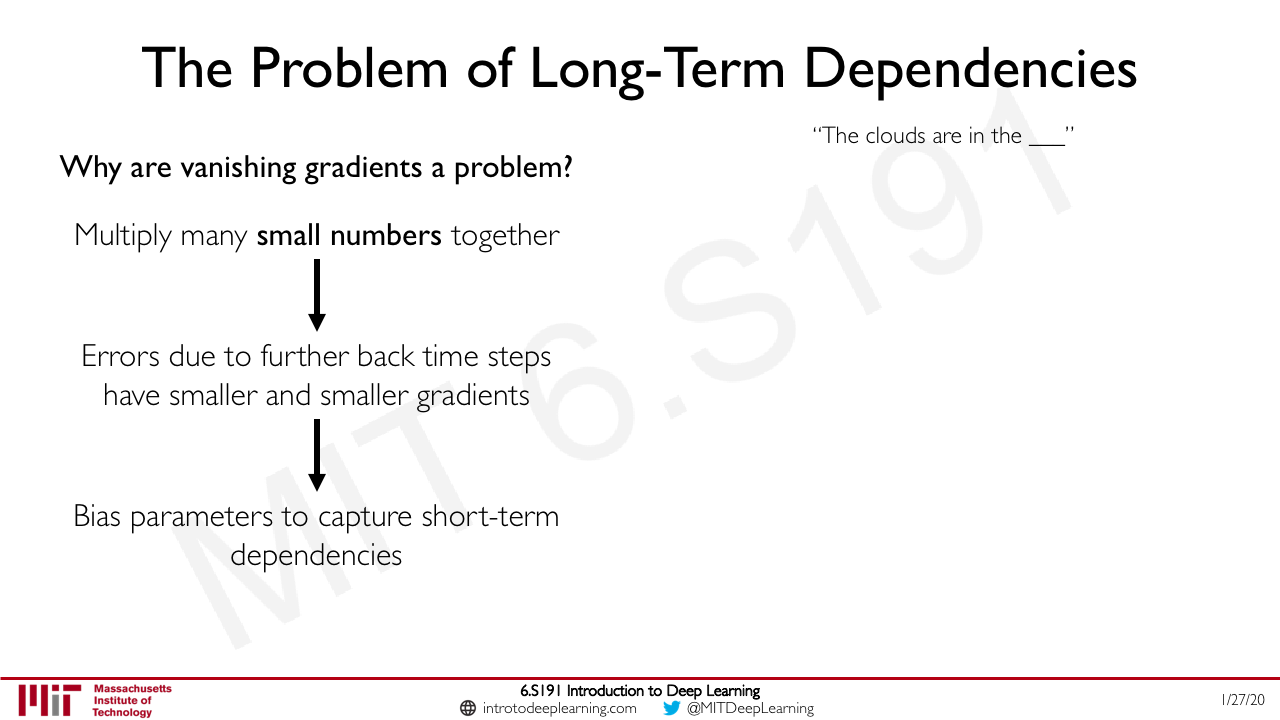 The Problem of Long-Term Dependencies
“The clouds are in the ___”
Why are vanishing gradients a problem?
Multiply many small numbers together
Errors due to further back time steps
have smaller and smaller gradients
Bias parameters to capture short-term
dependencies
MIT 6.S191
Massachusetts
Institute of
Technology
6.S191 Introduction to Deep Learning
introtodeeplearning.com @MITDeepLearning
1/27/20